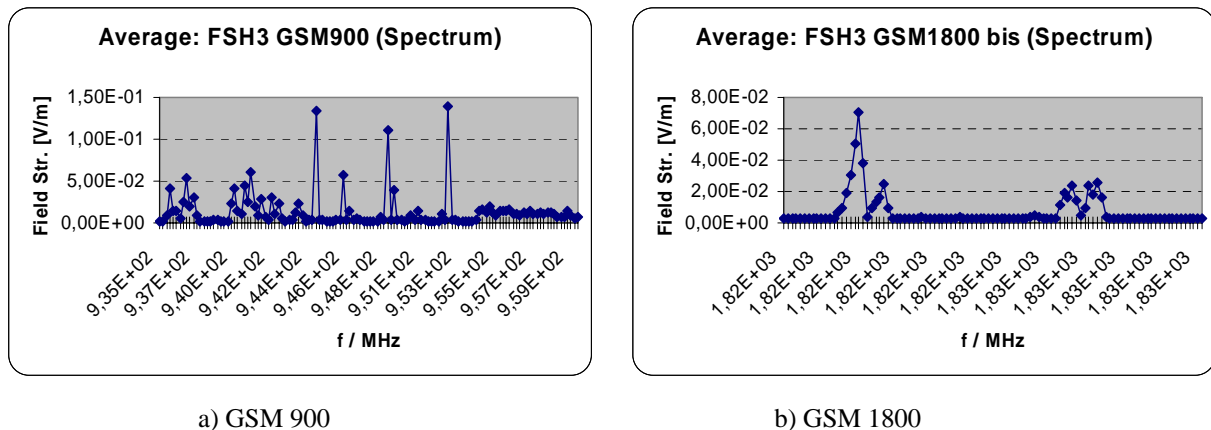 Average: FSH3 GSM900 (Spectrum)
Field Str. [V/m]
1,50E-01
1,00E-01
5,00E-02
0,00E+00
9,35E+02
9,37E+02
9,40E+02
9,42E+02
9,44E+02
9,46E+02
9,48E+02
9,51E+02
9,53E+02
9,55E+02
9,57E+02
9,59E+02
f / MHz
a) GSM 900
Average: FSH3 GSM1800 bis (Spectrum)
Field Str. [V/m]
8,00E-02
6,00E-02
4,00E-02
2,00E-02
0,00E+00
1,82E+03
1,82E+03
1,82E+03
1,82E+03
1,82E+03
1,83E+03
1,83E+03
1,83E+03
1,83E+03
1,83E+03
1,83E+03
f / MHz
b) GSM 1800